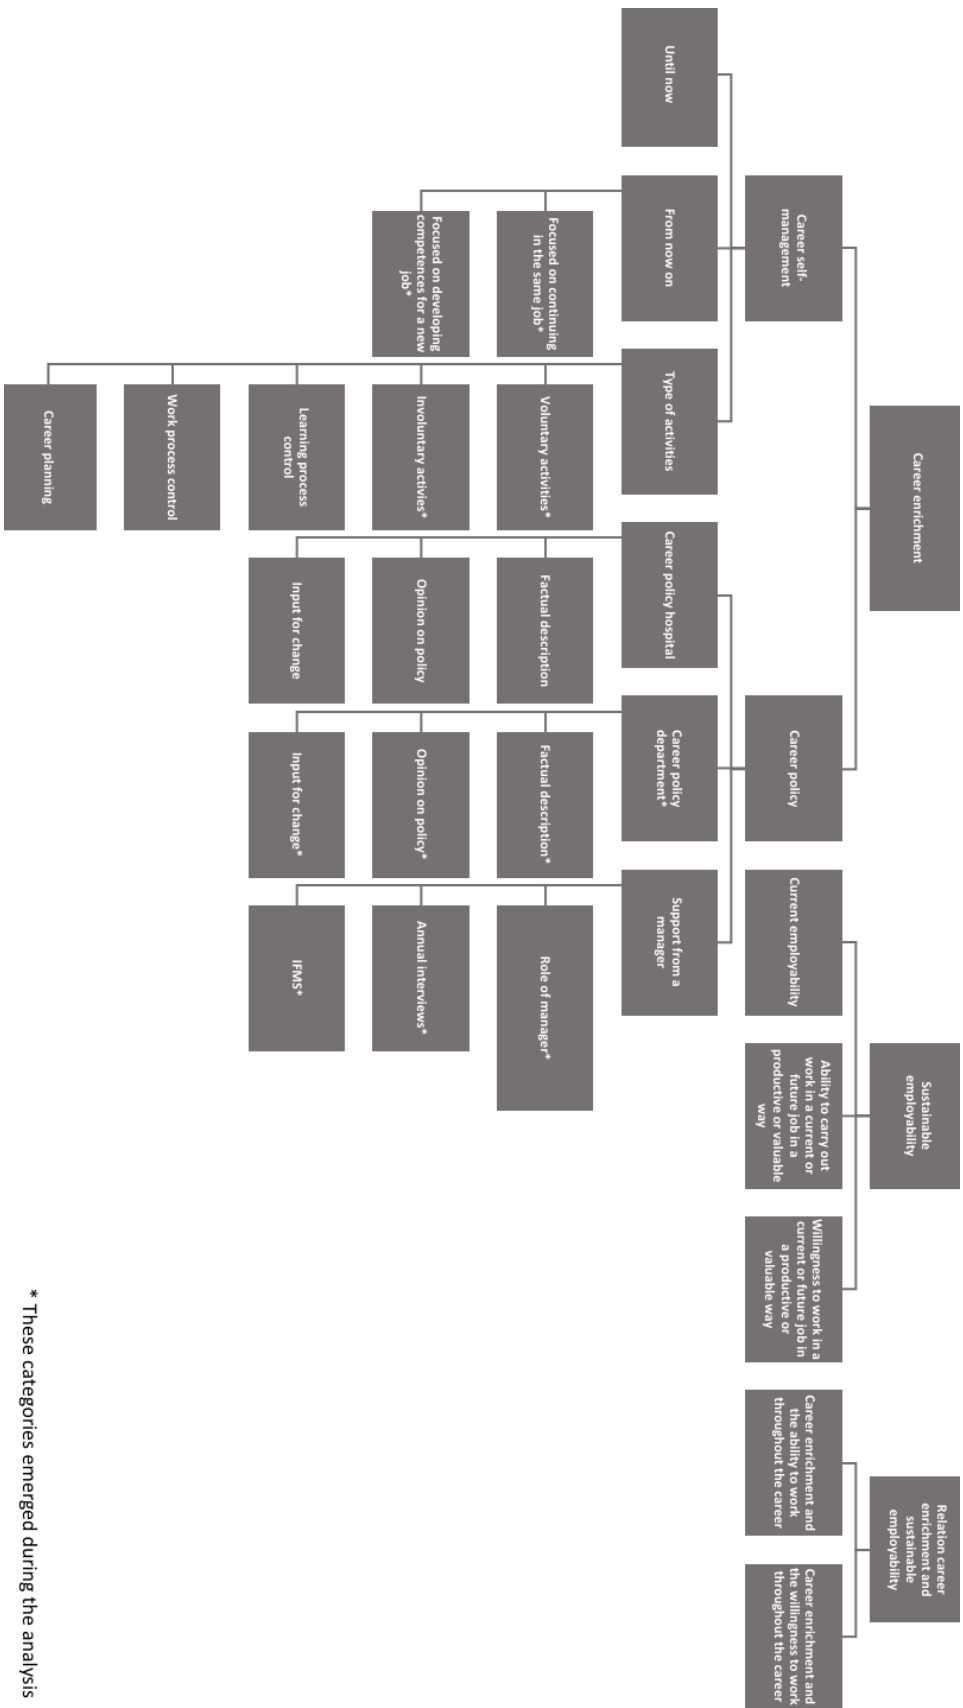 Career enrichment
Sustainable
employability
Relation career
enrichment and
sustainable
employability
Career self-
management
Career policy
Current employability
Ability to carry out
work in a current or
future job in a
productive or valuable
way
Willingness to work in a
current or future job in
a productive or
valuable way
Career enrichment and
the ability to work
throughout the career
Career enrichment and
the willingness to work
throughout the career
Until now
From now on
Type of activities
Career policy hospital
Career policy
department*
Support from a
manager
Focused on continuing
in the same job*
Voluntary activities*
Factual description
Factual description*
Role of manager*
Focused on developing
competences for a new
job*
Involuntary activies*
Opinion on policy
Opinion on policy*
Annual interviews*
Learning process
control
Input for change
Input for change*
IFMS*
Work process control
Career planning
* These categories emerged during the analysis